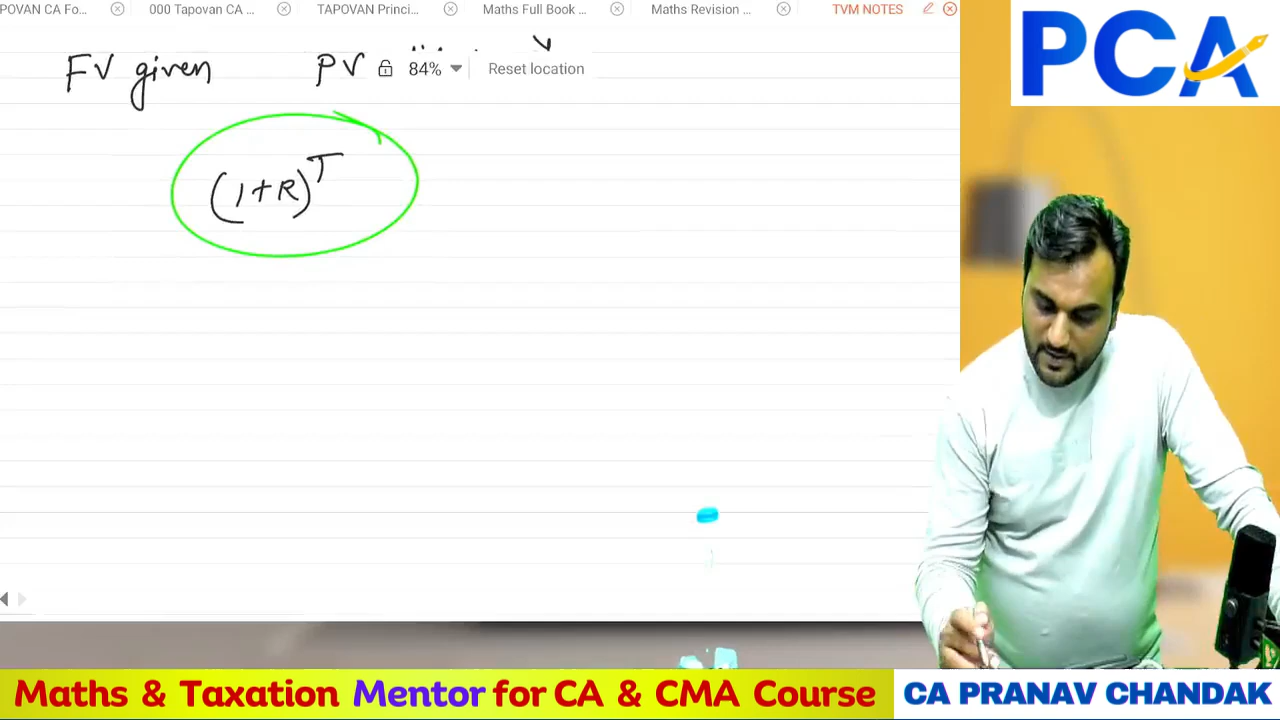 POVAN CA Fo... 000 Tapovan CA ... TAPOVAN Princi... Maths Full Book ... Maths Revision ... TVM NOTES
FV given PV 84% Reset location
(1+R)^T
PCA
Maths & Taxation Mentor for CA & CMA Course
CA PRANAV CHANDAK